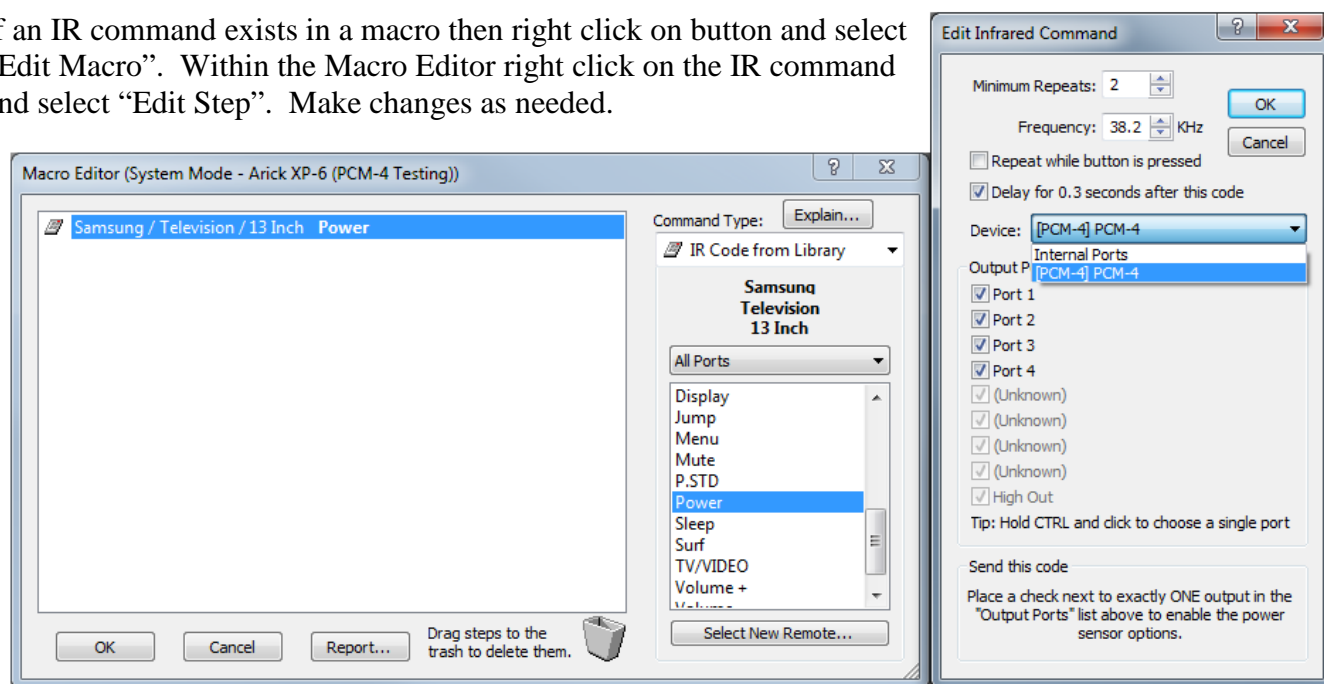 f an IR command exists in a macro then right click on button and select
Edit Macro”. Within the Macro Editor right click on the IR command
nd select “Edit Step”. Make changes as needed.
Macro Editor (System Mode - Arick XP-6 (PCM-4 Testing))
Samsung / Television / 13 Inch Power
Command Type:
Explain...
IR Code from Library
Samsung
Television
13 Inch
All Ports
Display
Jump
Menu
Mute
P.STD
Power
Sleep
Surf
TV/VIDEO
Volume +
Select New Remote...
OK
Cancel
Report...
Drag steps to the
trash to delete them.
Edit Infrared Command
Minimum Repeats: 2
OK
Frequency: 38.2 KHz
Cancel
Repeat while button is pressed
Delay for 0.3 seconds after this code
Device: [PCM-4] PCM-4
Internal Ports
[PCM-4] PCM-4
Output P
Port 1
Port 2
Port 3
Port 4
(Unknown)
(Unknown)
(Unknown)
(Unknown)
High Out
Tip: Hold CTRL and click to choose a single port
Send this code
Place a check next to exactly ONE output in the
"Output Ports" list above to enable the power
sensor options.